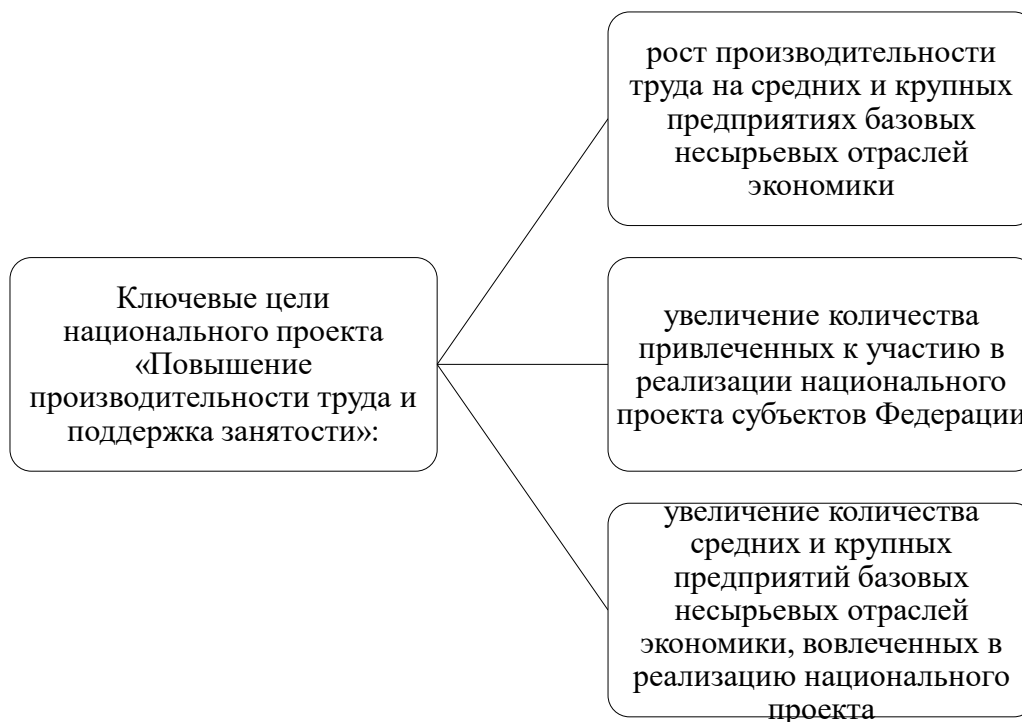 Ключевые цели
национального проекта
«Повышение
производительности труда и
поддержка занятости»:
рост производительности
труда на средних и крупных
предприятиях базовых
несырьевых отраслей
экономики
увеличение количества
привлеченных к участию в
реализации национального
проекта субъектов Федерации
увеличение количества
средних и крупных
предприятий базовых
несырьевых отраслей
экономики, вовлеченных в
реализацию национального
проекта